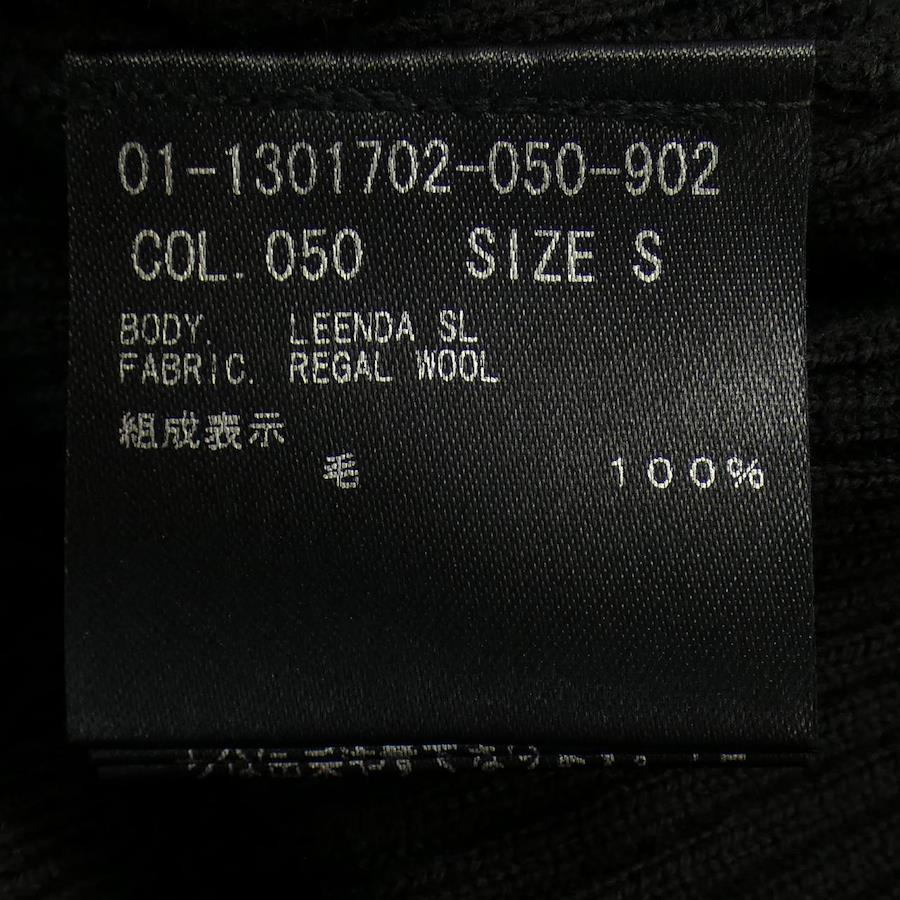 01-1301702-050-902
COL. 050 SIZE S
BODY. LEENDA SL
FABRIC. REGAL WOOL
組成表示
毛 100%